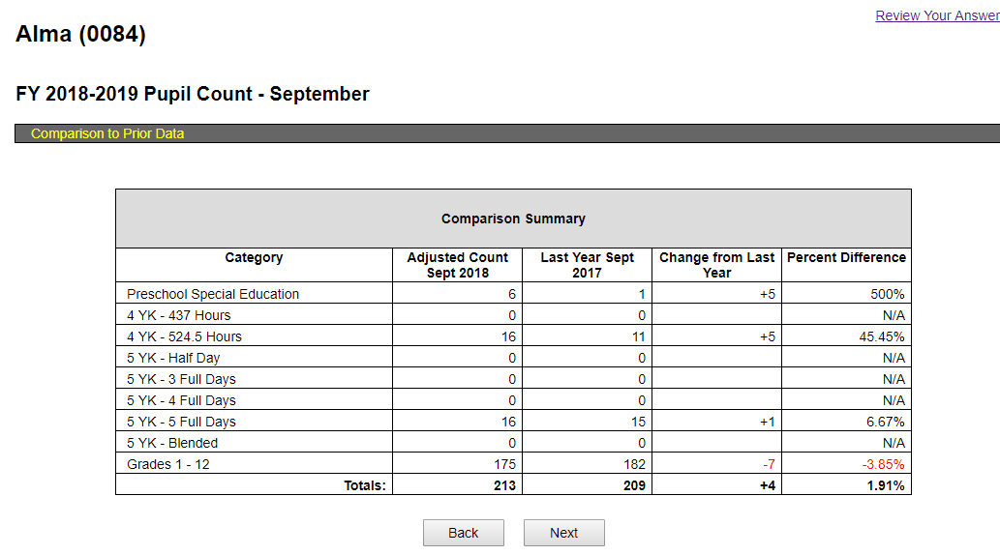 Review Your Answer
Alma (0084)
FY 2018-2019 Pupil Count - September
Comparison to Prior Data
Comparison Summary
Category Adjusted Count Sept 2018 Last Year Sept 2017 Change from Last Year Percent Difference
Preschool Special Education 6 1 +5 500%
4 YK - 437 Hours 0 0 N/A
4 YK - 524.5 Hours 16 11 +5 45.45%
5 YK - Half Day 0 0 N/A
5 YK - 3 Full Days 0 0 N/A
5 YK - 4 Full Days 0 0 N/A
5 YK - 5 Full Days 16 15 +1 6.67%
5 YK - Blended 0 0 N/A
Grades 1 - 12 175 182 -7 -3.85%
Totals: 213 209 +4 1.91%
Back Next